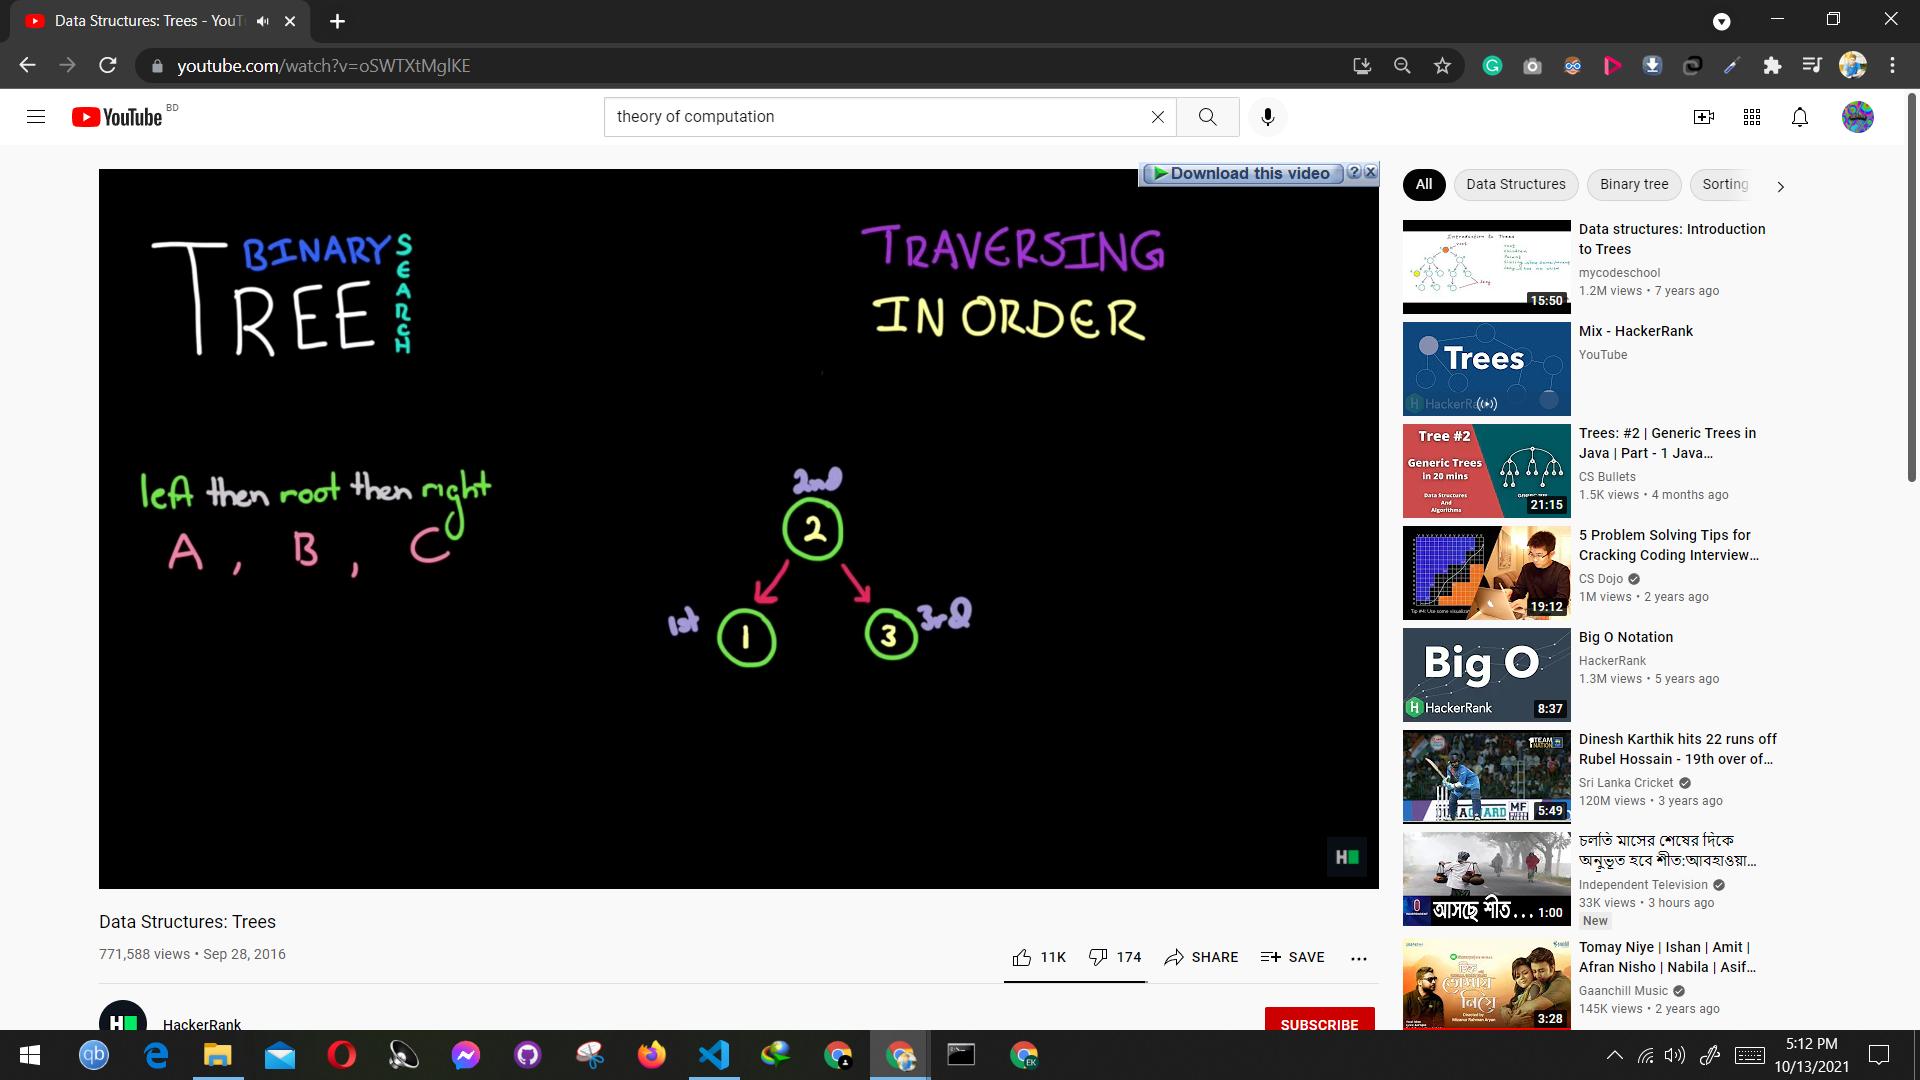 Data Structures: Trees - YouT
youtube.com/watch?v=oSWTXtMglKE
YouTube BD
theory of computation
Download this video
BINARY SEARCH TREE
TRAVERSING
IN ORDER
left then root then right
A , B , C
2nd
2
1st 1 3 3rd
Data Structures: Trees
771,588 views • Sep 28, 2016
11K 174 SHARE SAVE
HackerRank
SUBSCRIBE
All Data Structures Binary tree Sorting
Introduction to Trees
15:50
Data structures: Introduction
to Trees
mycodeschool
1.2M views • 7 years ago
Trees
Mix - HackerRank
YouTube
Tree #2
Generic Trees
in 20 mins
Data Structures
And
Algorithms
21:15
Trees: #2 | Generic Trees in
Java | Part - 1 Java...
CS Bullets
1.5K views • 4 months ago
19:12
5 Problem Solving Tips for
Cracking Coding Interview...
CS Dojo
1M views • 2 years ago
Big O
HackerRank
8:37
Big O Notation
HackerRank
1.3M views • 5 years ago
5:49
Dinesh Karthik hits 22 runs off
Rubel Hossain - 19th over of...
Sri Lanka Cricket
120M views • 3 years ago
আসছে শীত...
1:00
চলতি মাসের শেষের দিকে
অনুভূত হবে শীত:আবহাওয়া...
Independent Television
33K views • 3 hours ago
New
3:28
Tomay Niye | Ishan | Amit |
Afran Nisho | Nabila | Asif...
Gaanchill Music
145K views • 2 years ago
5:12 PM
10/13/2021